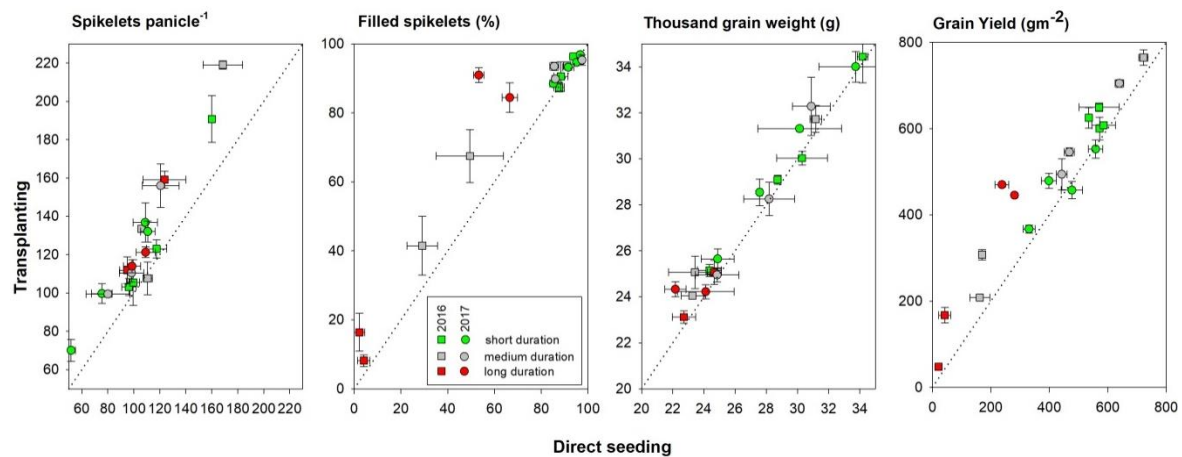 Spikelets panicle⁻¹
Filled spikelets (%)
Thousand grain weight (g)
Grain Yield (gm⁻²)
Transplanting
220
200
180
160
140
120
100
80
60
60 80 100 120 140 160 180 200 220
100
80
60
40
20
0
0 20 40 60 80 100
2016
2017
short duration
medium duration
long duration
34
32
30
28
26
24
22
20
20 22 24 26 28 30 32 34
800
600
400
200
0
0 200 400 600 800
Direct seeding